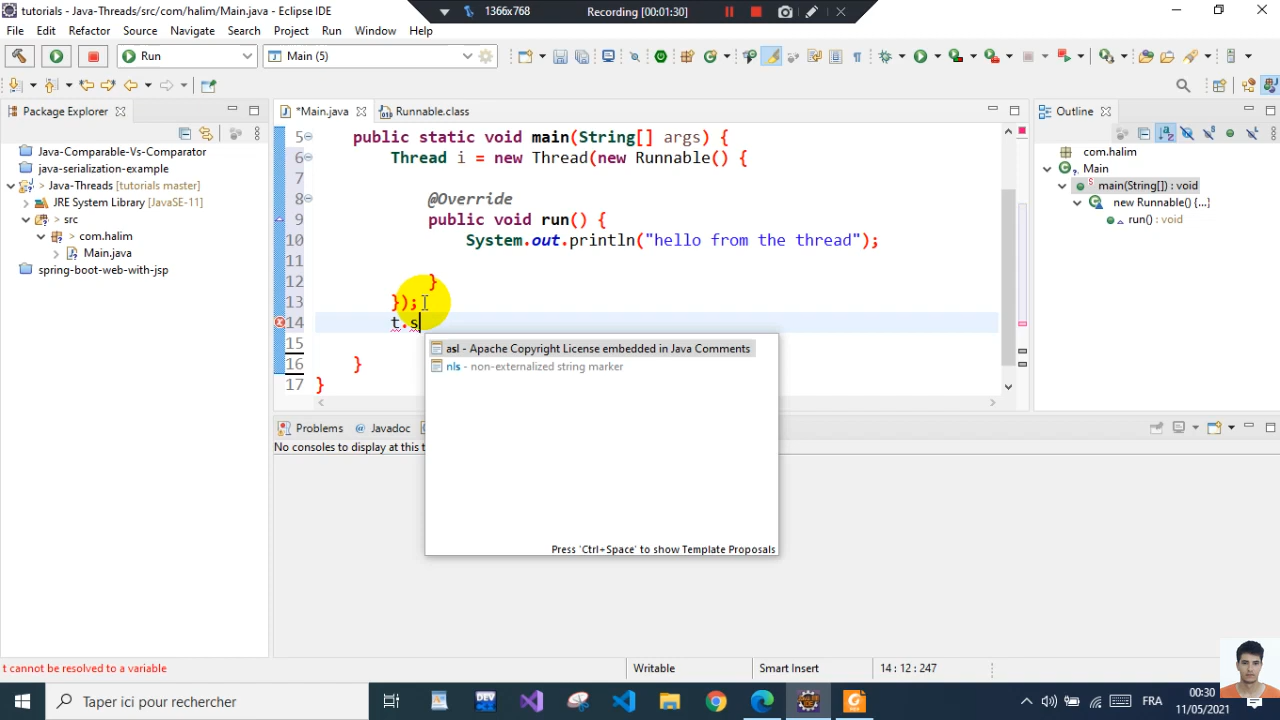 tutorials - Java-Threads/src/com/halim/Main.java - Eclipse IDE
1366x768
Recording [00:01:30]
File Edit Source Refactor Navigate Search Project Run Window Help
Run
Main (5)
Package Explorer
*Main.java
Runnable.class
Outline
Java-Comparable-Vs-Comparator
java-serialization-example
Java-Threads [tutorials master]
JRE System Library [JavaSE-11]
src
com.halim
Main.java
spring-boot-web-with-jsp
5 public static void main(String[] args) {
6 Thread i = new Thread(new Runnable() {
7
8 @Override
9 public void run() {
10 System.out.println("hello from the thread");
11
12 }
13 });
14 t.s
15
16 }
17 }
asl - Apache Copyright License embedded in Java Comments
nls - non-externalized string marker
Press 'Ctrl+Space' to show Template Proposals
com.halim
Main
main(String[]) : void
new Runnable() {...}
run() : void
Problems
Javadoc
No consoles to display at this t
t cannot be resolved to a variable
Writable
Smart Insert
14 : 12 : 247
Taper ici pour rechercher
FRA
00:30
11/05/2021